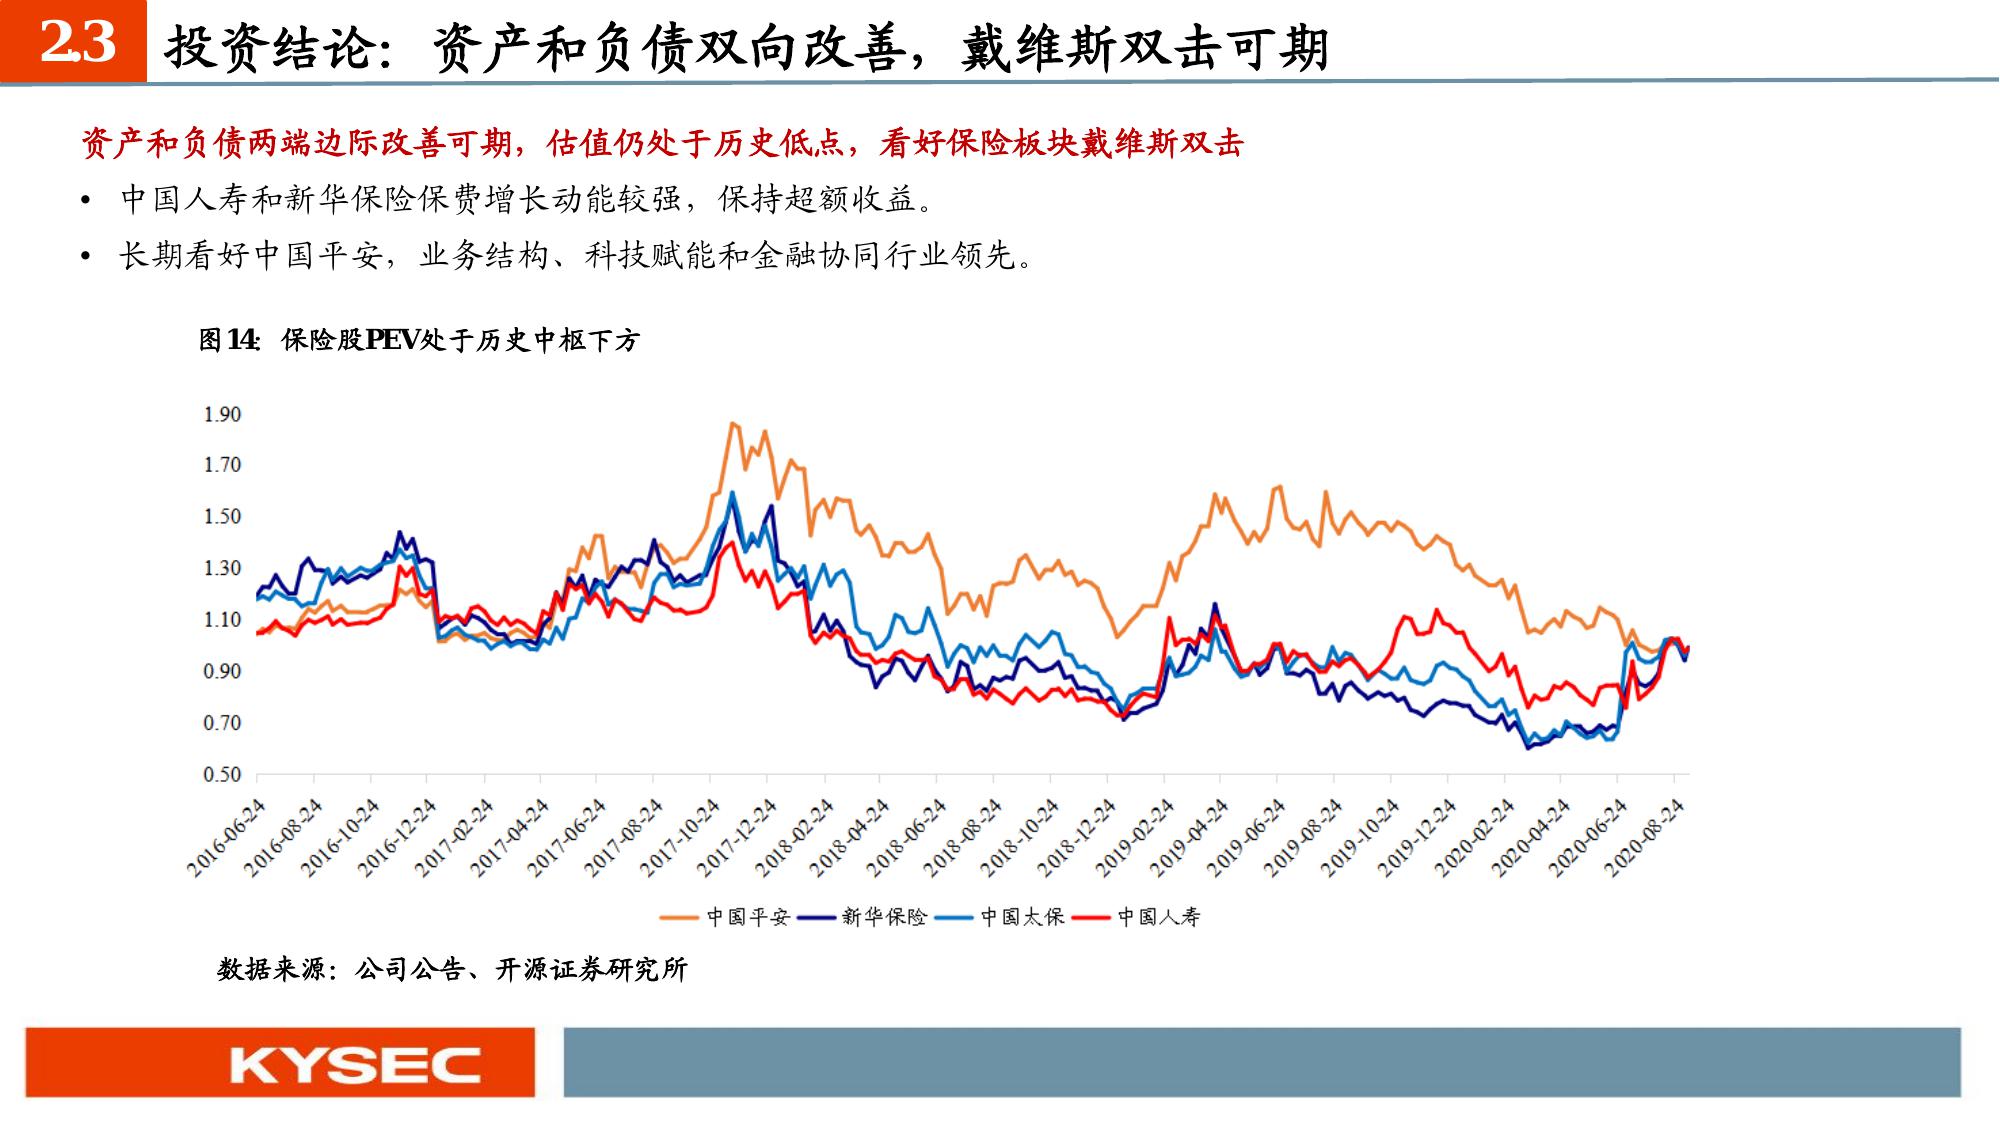 2.3 投资结论：资产和负债双向改善，戴维斯双击可期
资产和负债两端边际改善可期，估值仍处于历史低点，看好保险板块戴维斯双击
• 中国人寿和新华保险保费增长动能较强，保持超额收益。
• 长期看好中国平安，业务结构、科技赋能和金融协同行业领先。
图14：保险股PEV处于历史中枢下方
1.90
1.70
1.50
1.30
1.10
0.90
0.70
0.50
2016-06-24 2016-08-24 2016-10-24 2016-12-24 2017-02-24 2017-04-24 2017-06-24 2017-08-24 2017-10-24 2017-12-24 2018-02-24 2018-04-24 2018-06-24 2018-08-24 2018-10-24 2018-12-24 2019-02-24 2019-04-24 2019-06-24 2019-08-24 2019-10-24 2019-12-24 2020-02-24 2020-04-24 2020-06-24 2020-08-24
中国平安 新华保险 中国太保 中国人寿
数据来源：公司公告、开源证券研究所
KYSEC